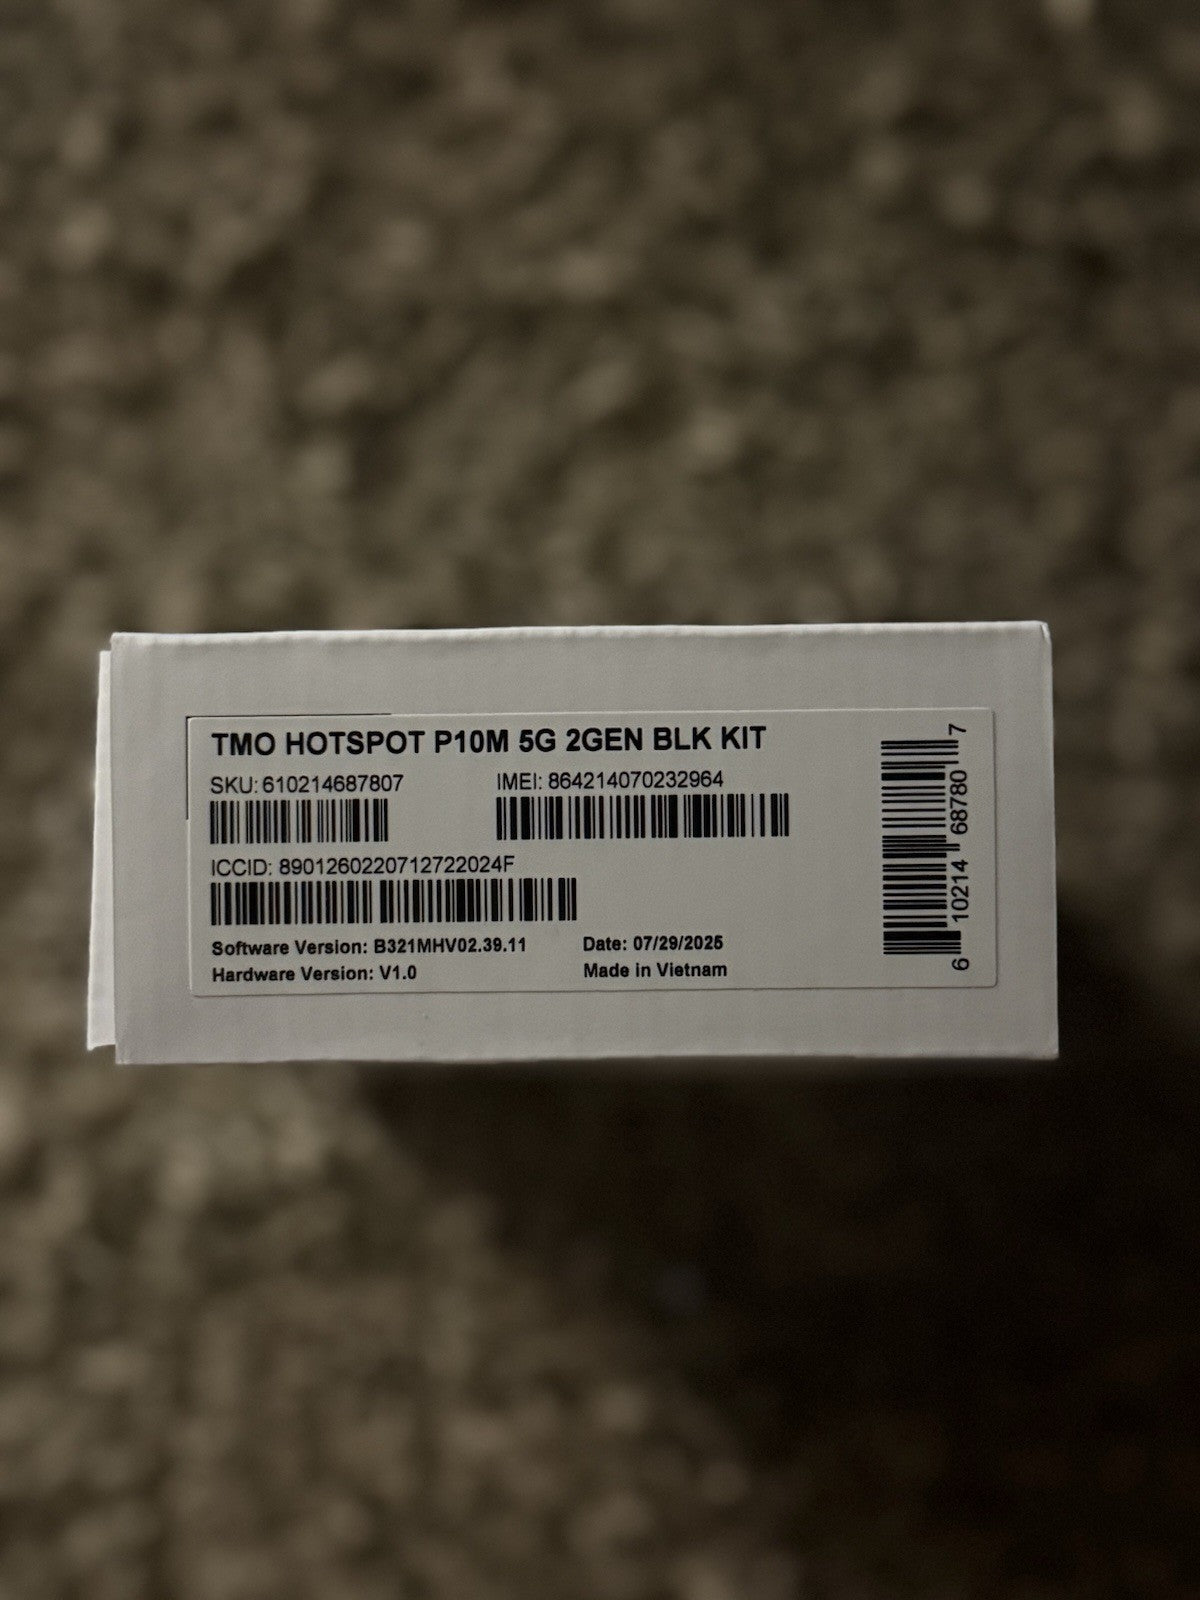 TMO HOTSPOT P10M 5G 2GEN BLK KIT
SKU: 610214687807
IMEI: 864214070232964
ICCID: 8901260220712722024F
Software Version: B321MHV02.39.11
Date: 07/29/2025
Hardware Version: V1.0
Made in Vietnam
6 10214 68780 7